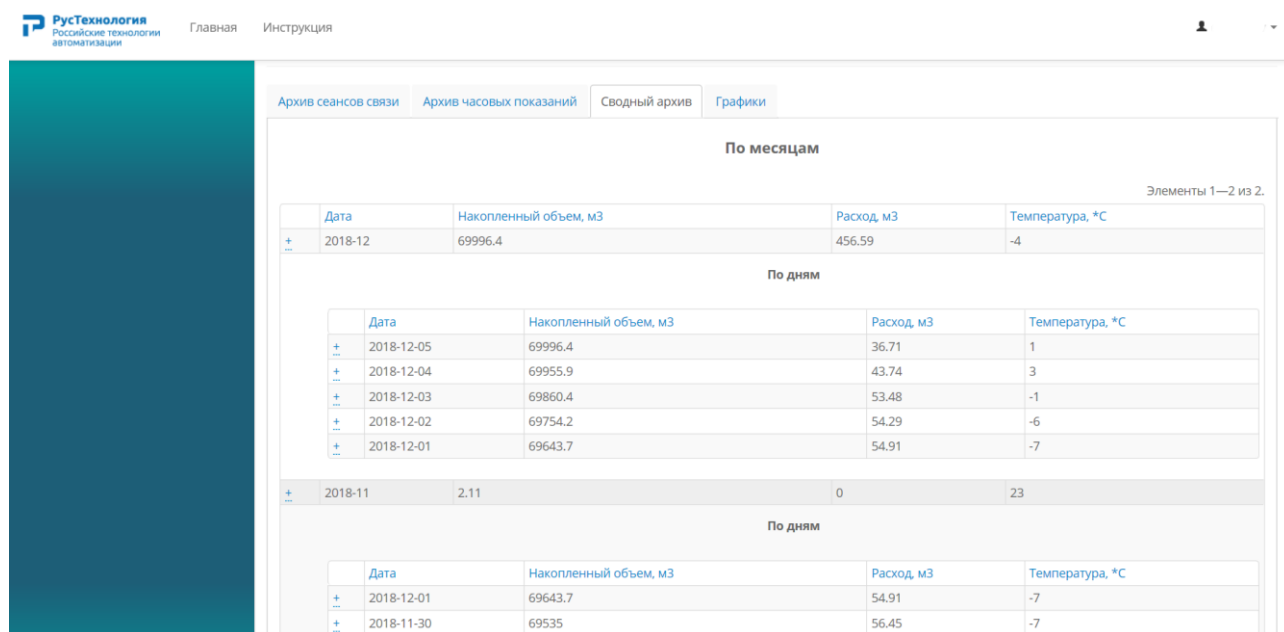 РусТехнология
Российские технологии
автоматизации
Главная Инструкция
Архив сеансов связи Архив часовых показаний Сводный архив Графики
По месяцам
Элементы 1—2 из 2.
Дата Накопленный объем, м3 Расход, м3 Температура, *С
+ 2018-12 69996.4 456.59 -4
По дням
Дата Накопленный объем, м3 Расход, м3 Температура, *С
+ 2018-12-05 69996.4 36.71 1
+ 2018-12-04 69955.9 43.74 3
+ 2018-12-03 69860.4 53.48 -1
+ 2018-12-02 69754.2 54.29 -6
+ 2018-12-01 69643.7 54.91 -7
+ 2018-11 2.11 0 23
По дням
Дата Накопленный объем, м3 Расход, м3 Температура, *С
+ 2018-12-01 69643.7 54.91 -7
+ 2018-11-30 69535 56.45 -7